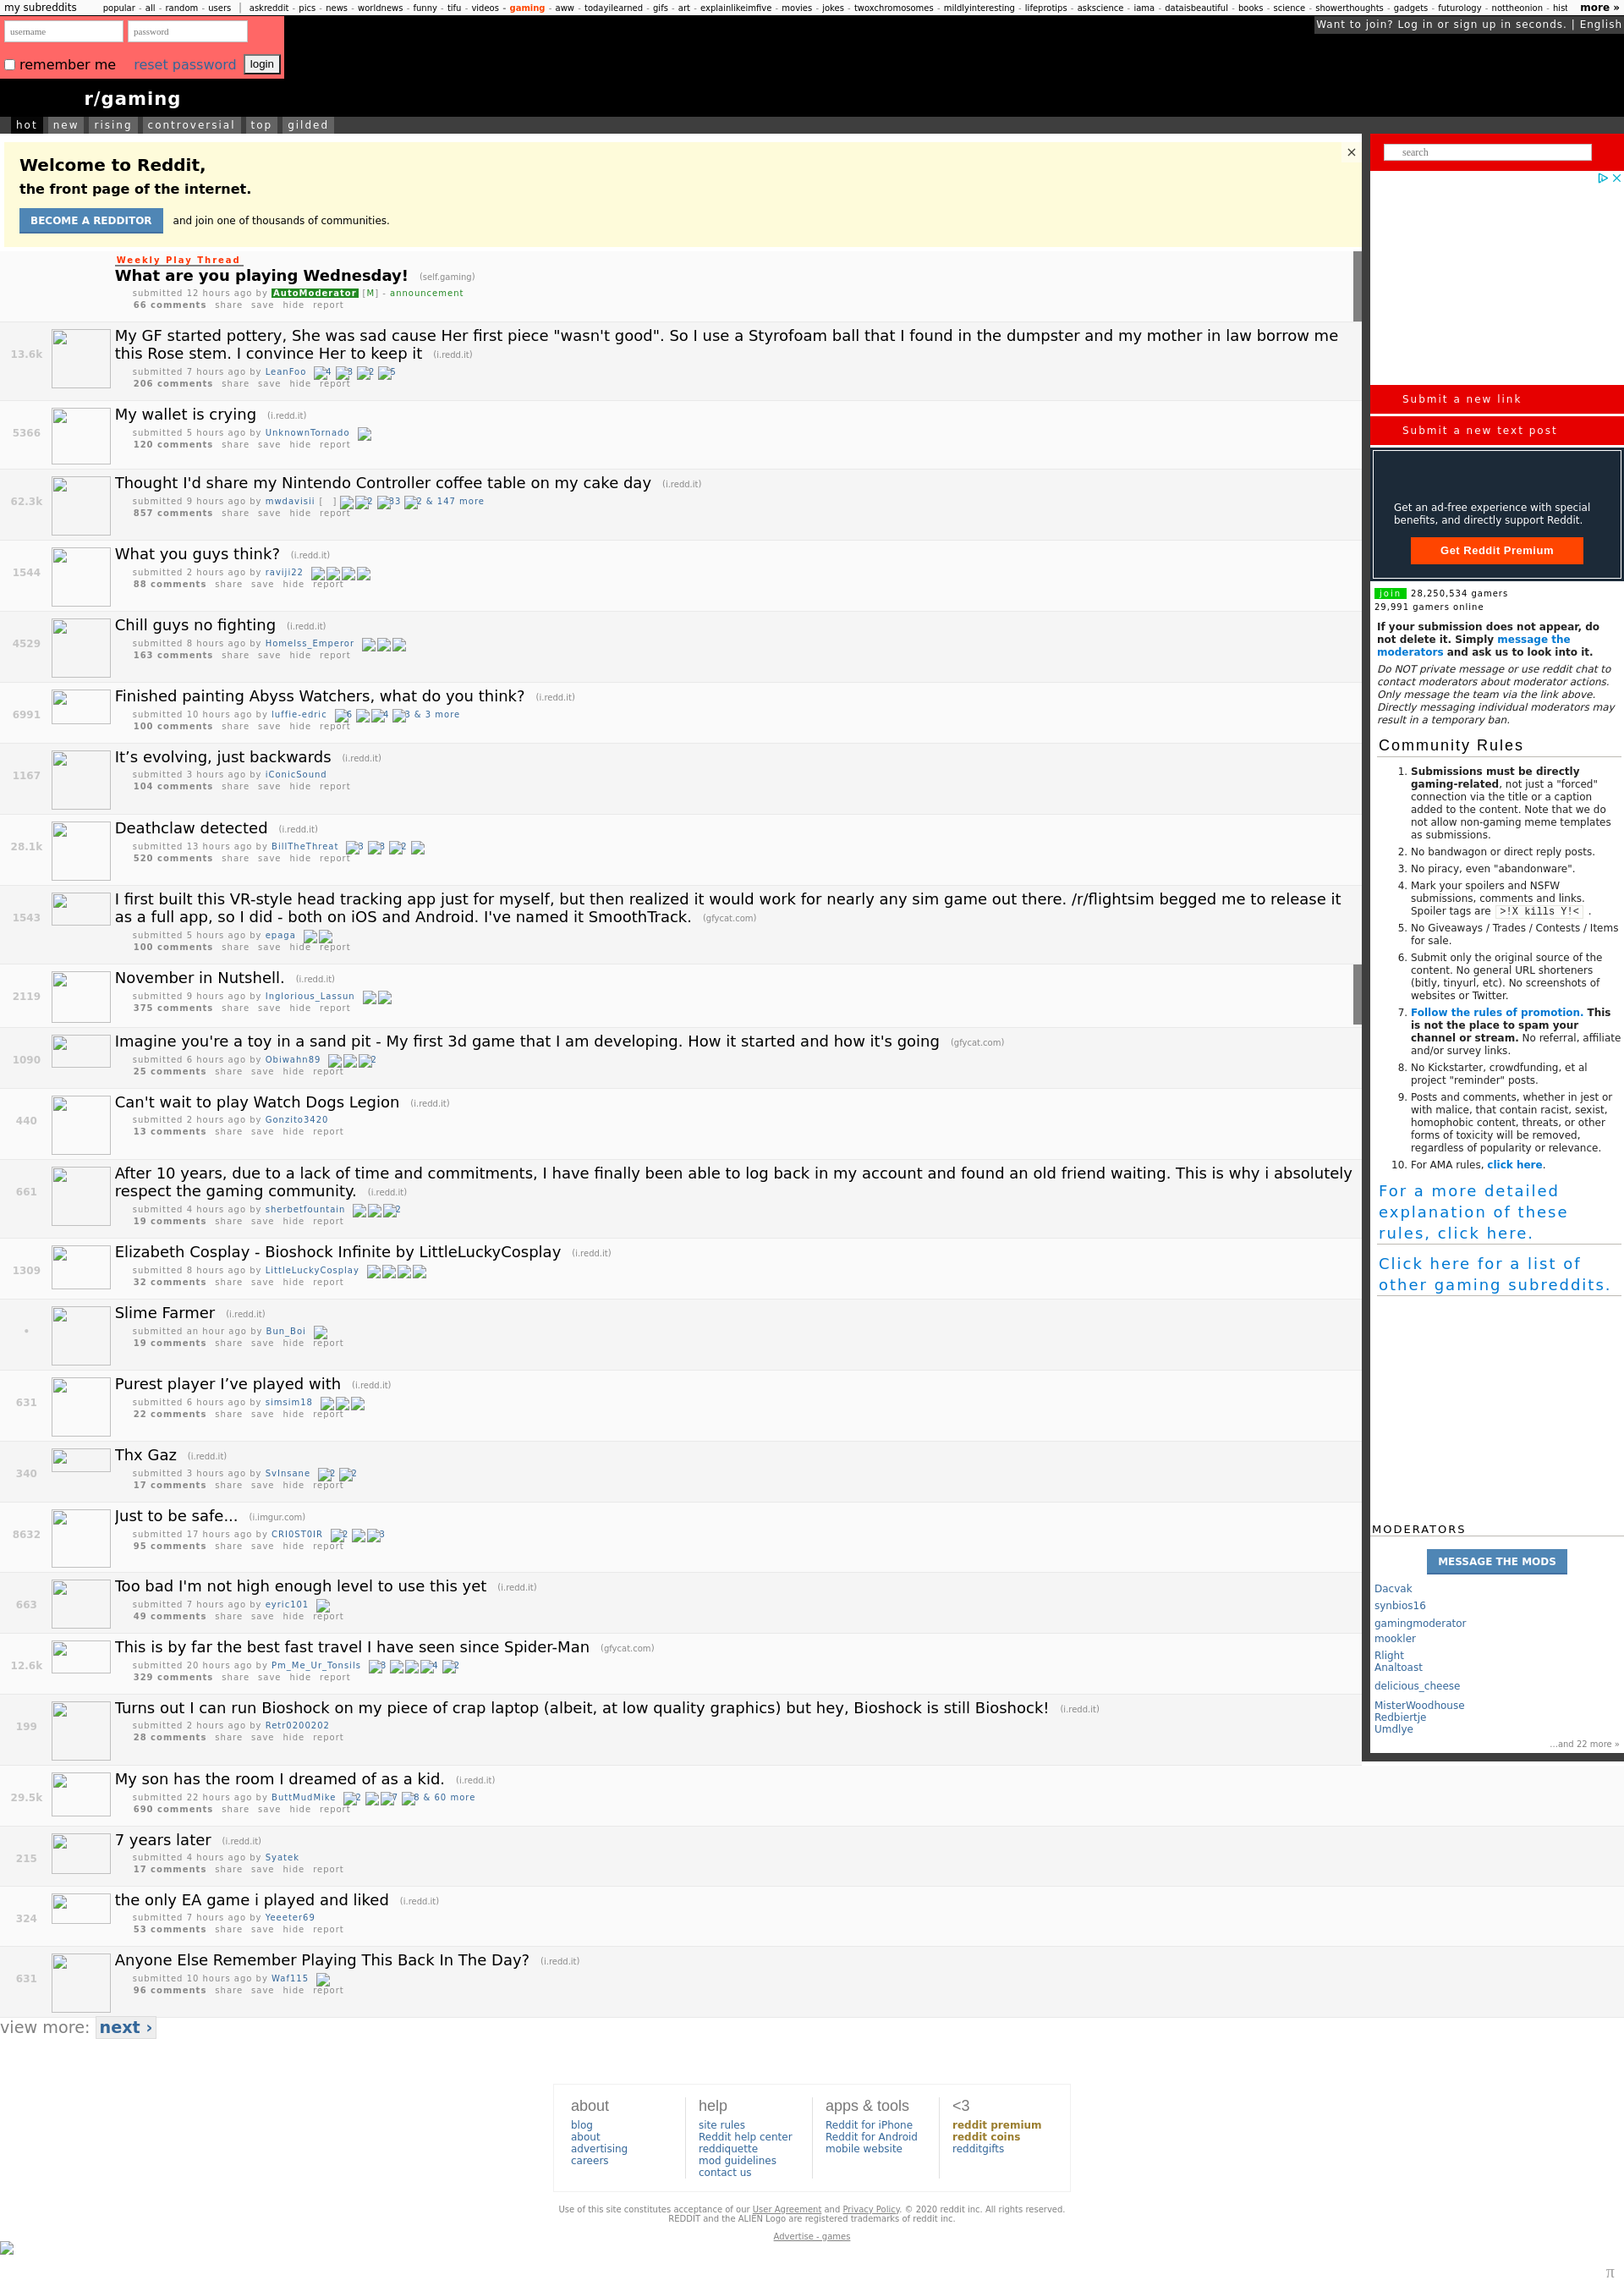 my subreddits popular - all - random - users | askreddit - pics - news - worldnews - funny - tifu - videos - gaming - aww - todayilearned - gifs - art - explainlikeimfive - movies - jokes - twoxchromosomes - mildlyinteresting - lifeprotips - askscience - iama - dataisbeautiful - books - science - showerthoughts - gadgets - futurology - nottheonion - hist more »
username password
Want to join? Log in or sign up in seconds. | English
remember me reset password login
r/gaming
hot new rising controversial top gilded
Welcome to Reddit,
the front page of the internet.
BECOME A REDDITOR and join one of thousands of communities.
×
Weekly Play Thread
What are you playing Wednesday! (self.gaming)
submitted 12 hours ago by AutoModerator [M] - announcement
66 comments share save hide report
13.6k
My GF started pottery, She was sad cause Her first piece "wasn't good". So I use a Styrofoam ball that I found in the dumpster and my mother in law borrow me
this Rose stem. I convince Her to keep it (i.redd.it)
submitted 7 hours ago by LeanFoo 4 3 2 5
206 comments share save hide report
5366
My wallet is crying (i.redd.it)
submitted 5 hours ago by UnknownTornado
120 comments share save hide report
62.3k
Thought I'd share my Nintendo Controller coffee table on my cake day (i.redd.it)
submitted 9 hours ago by mwdavisii [ ] 2 33 2 & 147 more
857 comments share save hide report
1544
What you guys think? (i.redd.it)
submitted 2 hours ago by raviji22
88 comments share save hide report
4529
Chill guys no fighting (i.redd.it)
submitted 8 hours ago by Homelss_Emperor
163 comments share save hide report
6991
Finished painting Abyss Watchers, what do you think? (i.redd.it)
submitted 10 hours ago by luffie-edric 6 4 3 & 3 more
100 comments share save hide report
1167
It’s evolving, just backwards (i.redd.it)
submitted 3 hours ago by iConicSound
104 comments share save hide report
28.1k
Deathclaw detected (i.redd.it)
submitted 13 hours ago by BillTheThreat 3 3 2
520 comments share save hide report
1543
I first built this VR-style head tracking app just for myself, but then realized it would work for nearly any sim game out there. /r/flightsim begged me to release it
as a full app, so I did - both on iOS and Android. I've named it SmoothTrack. (gfycat.com)
submitted 5 hours ago by epaga
100 comments share save hide report
2119
November in Nutshell. (i.redd.it)
submitted 9 hours ago by Inglorious_Lassun
375 comments share save hide report
1090
Imagine you're a toy in a sand pit - My first 3d game that I am developing. How it started and how it's going (gfycat.com)
submitted 6 hours ago by Obiwahn89 2
25 comments share save hide report
440
Can't wait to play Watch Dogs Legion (i.redd.it)
submitted 2 hours ago by Gonzito3420
13 comments share save hide report
661
After 10 years, due to a lack of time and commitments, I have finally been able to log back in my account and found an old friend waiting. This is why i absolutely
respect the gaming community. (i.redd.it)
submitted 4 hours ago by sherbetfountain 2
19 comments share save hide report
1309
Elizabeth Cosplay - Bioshock Infinite by LittleLuckyCosplay (i.redd.it)
submitted 8 hours ago by LittleLuckyCosplay
32 comments share save hide report
•
Slime Farmer (i.redd.it)
submitted an hour ago by Bun_Boi
19 comments share save hide report
631
Purest player I’ve played with (i.redd.it)
submitted 6 hours ago by simsim18
22 comments share save hide report
340
Thx Gaz (i.redd.it)
submitted 3 hours ago by SvInsane 2 2
17 comments share save hide report
8632
Just to be safe... (i.imgur.com)
submitted 17 hours ago by CRI0ST0IR 2 3
95 comments share save hide report
663
Too bad I'm not high enough level to use this yet (i.redd.it)
submitted 7 hours ago by eyric101
49 comments share save hide report
12.6k
This is by far the best fast travel I have seen since Spider-Man (gfycat.com)
submitted 20 hours ago by Pm_Me_Ur_Tonsils 3 4 2
329 comments share save hide report
199
Turns out I can run Bioshock on my piece of crap laptop (albeit, at low quality graphics) but hey, Bioshock is still Bioshock! (i.redd.it)
submitted 2 hours ago by Retr0200202
28 comments share save hide report
29.5k
My son has the room I dreamed of as a kid. (i.redd.it)
submitted 22 hours ago by ButtMudMike 2 7 8 & 60 more
690 comments share save hide report
215
7 years later (i.redd.it)
submitted 4 hours ago by Syatek
17 comments share save hide report
324
the only EA game i played and liked (i.redd.it)
submitted 7 hours ago by Yeeeter69
53 comments share save hide report
631
Anyone Else Remember Playing This Back In The Day? (i.redd.it)
submitted 10 hours ago by Waf115
96 comments share save hide report
view more: next ›
search
Submit a new link
Submit a new text post
Get an ad-free experience with special
benefits, and directly support Reddit.
Get Reddit Premium
join 28,250,534 gamers
29,991 gamers online
If your submission does not appear, do
not delete it. Simply message the
moderators and ask us to look into it.
Do NOT private message or use reddit chat to
contact moderators about moderator actions.
Only message the team via the link above.
Directly messaging individual moderators may
result in a temporary ban.
Community Rules
1. Submissions must be directly
gaming-related, not just a "forced"
connection via the title or a caption
added to the content. Note that we do
not allow non-gaming meme templates
as submissions.
2. No bandwagon or direct reply posts.
3. No piracy, even "abandonware".
4. Mark your spoilers and NSFW
submissions, comments and links.
Spoiler tags are >!X kills Y!< .
5. No Giveaways / Trades / Contests / Items
for sale.
6. Submit only the original source of the
content. No general URL shorteners
(bitly, tinyurl, etc). No screenshots of
websites or Twitter.
7. Follow the rules of promotion. This
is not the place to spam your
channel or stream. No referral, affiliate
and/or survey links.
8. No Kickstarter, crowdfunding, et al
project "reminder" posts.
9. Posts and comments, whether in jest or
with malice, that contain racist, sexist,
homophobic content, threats, or other
forms of toxicity will be removed,
regardless of popularity or relevance.
10. For AMA rules, click here.
For a more detailed
explanation of these
rules, click here.
Click here for a list of
other gaming subreddits.
MODERATORS
MESSAGE THE MODS
Dacvak
synbios16
gamingmoderator
mookler
Rlight
Analtoast
delicious_cheese
MisterWoodhouse
Redbiertje
Umdlye
...and 22 more »
about
blog
about
advertising
careers
help
site rules
Reddit help center
reddiquette
mod guidelines
contact us
apps & tools
Reddit for iPhone
Reddit for Android
mobile website
<3
reddit premium
reddit coins
redditgifts
Use of this site constitutes acceptance of our User Agreement and Privacy Policy. © 2020 reddit inc. All rights reserved.
REDDIT and the ALIEN Logo are registered trademarks of reddit inc.
Advertise - games
π